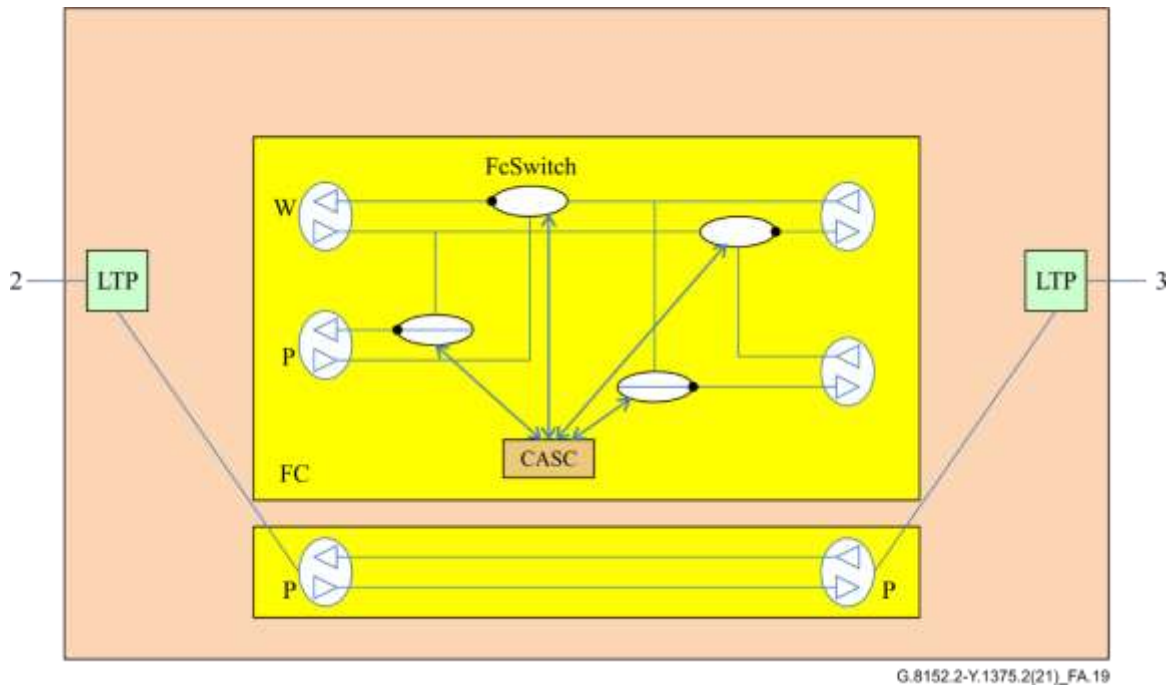 FcSwitch
W
2
LTP
LTP
3
P
CASC
FC
P
P
G.8152.2-Y.1375.2(21)_FA.19